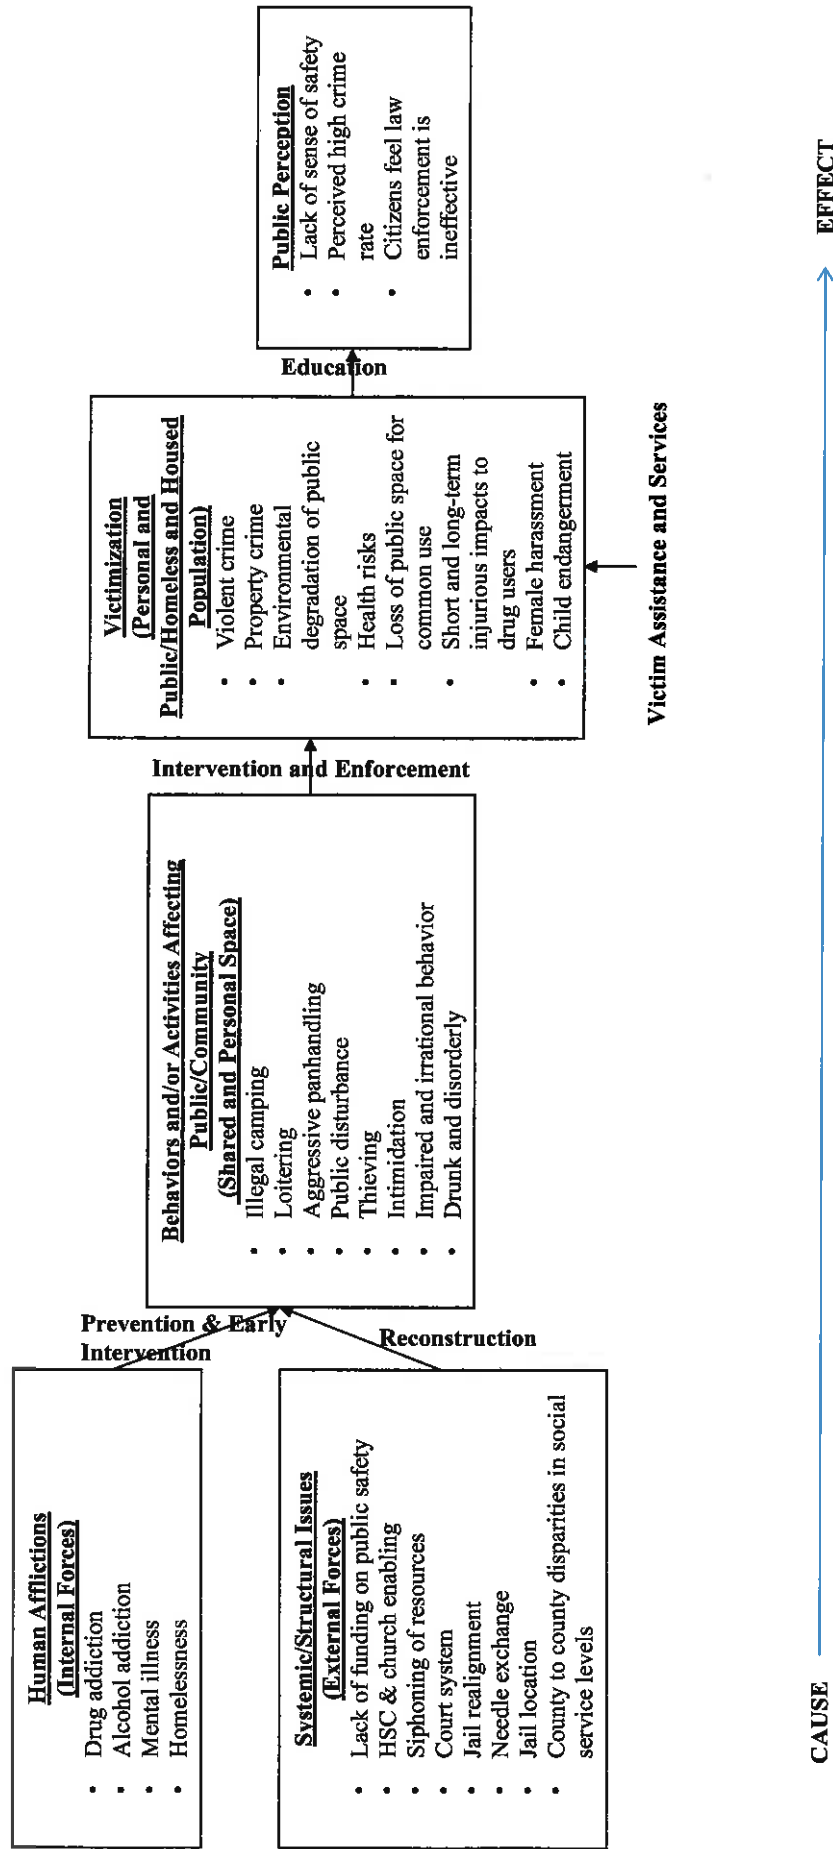 Human Afflictions
(Internal Forces)
• Drug addiction
• Alcohol addiction
• Mental illness
• Homelessness
Systemic/Structural Issues
(External Forces)
• Lack of funding on public safety
• HSC & church enabling
• Siphoning of resources
• Court system
• Jail realignment
• Needle exchange
• Jail location
• County to county disparities in social
service levels
Prevention & Early
Intervention
Reconstruction
Behaviors and/or Activities Affecting
Public/Community
(Shared and Personal Space)
• Illegal camping
• Loitering
• Aggressive panhandling
• Public disturbance
• Thieving
• Intimidation
• Impaired and irrational behavior
• Drunk and disorderly
Intervention and Enforcement
Victimization
(Personal and
Public/Homeless and Housed
Population)
• Violent crime
• Property crime
• Environmental
degradation of public
space
• Health risks
• Loss of public space for
common use
• Short and long-term
injurious impacts to
drug users
• Female harassment
• Child endangerment
Victim Assistance and Services
Education
Public Perception
• Lack of sense of safety
• Perceived high crime
rate
• Citizens feel law
enforcement is
ineffective
CAUSE
EFFECT